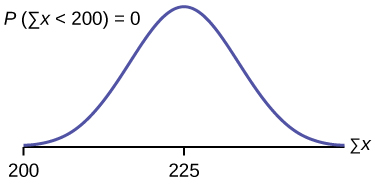 P (∑x < 200) = 0
∑x
200 225